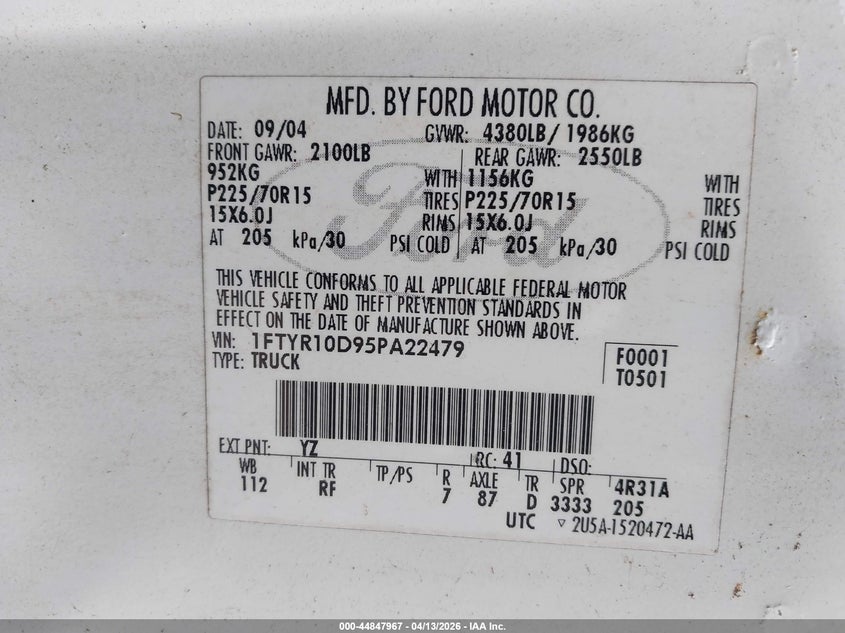 MFD. BY FORD MOTOR CO.
DATE: 09/04 GVWR: 4380LB/ 1986KG
FRONT GAWR: 2100LB REAR GAWR: 2550LB
952KG WITH 1156KG WITH
P225/70R15 TIRES P225/70R15 TIRES
15X6.0J RIMS 15X6.0J RIMS
AT 205 kPa/30 PSI COLD AT 205 kPa/30 PSI COLD
Ford
THIS VEHICLE CONFORMS TO ALL APPLICABLE FEDERAL MOTOR
VEHICLE SAFETY AND THEFT PREVENTION STANDARDS IN
EFFECT ON THE DATE OF MANUFACTURE SHOWN ABOVE.
VIN: 1FTYR10D95PA22479 F0001
TYPE: TRUCK T0501
EXT PNT: YZ RC: 41 DSO:
WB INT TR TP/PS R AXLE TR SPR 4R31A
112 RF 7 87 D 3333 205
UTC ▽ 2U5A-1520472-AA
000-44847967 - 04/13/2026 - IAA Inc.